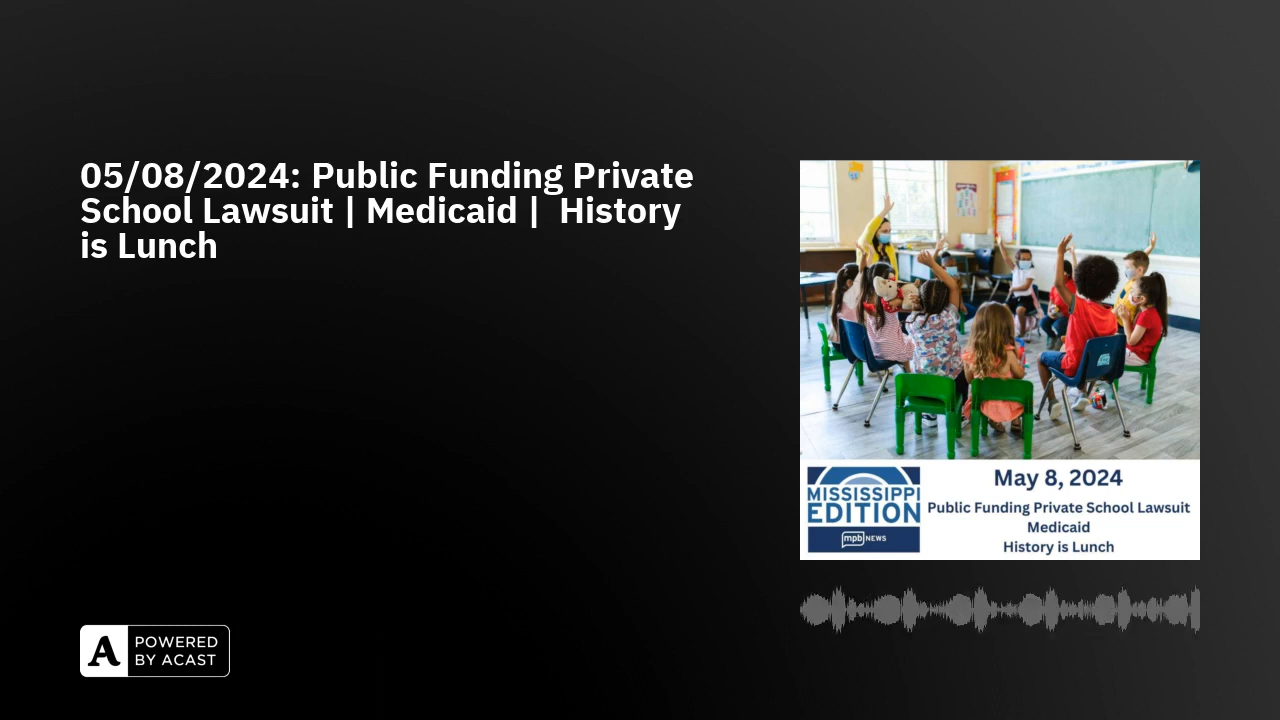 05/08/2024: Public Funding Private
School Lawsuit | Medicaid |  History
is Lunch
MISSISSIPPI
EDITION
mpb NEWS
May 8, 2024
Public Funding Private School Lawsuit
Medicaid
History is Lunch
A POWERED
BY ACAST